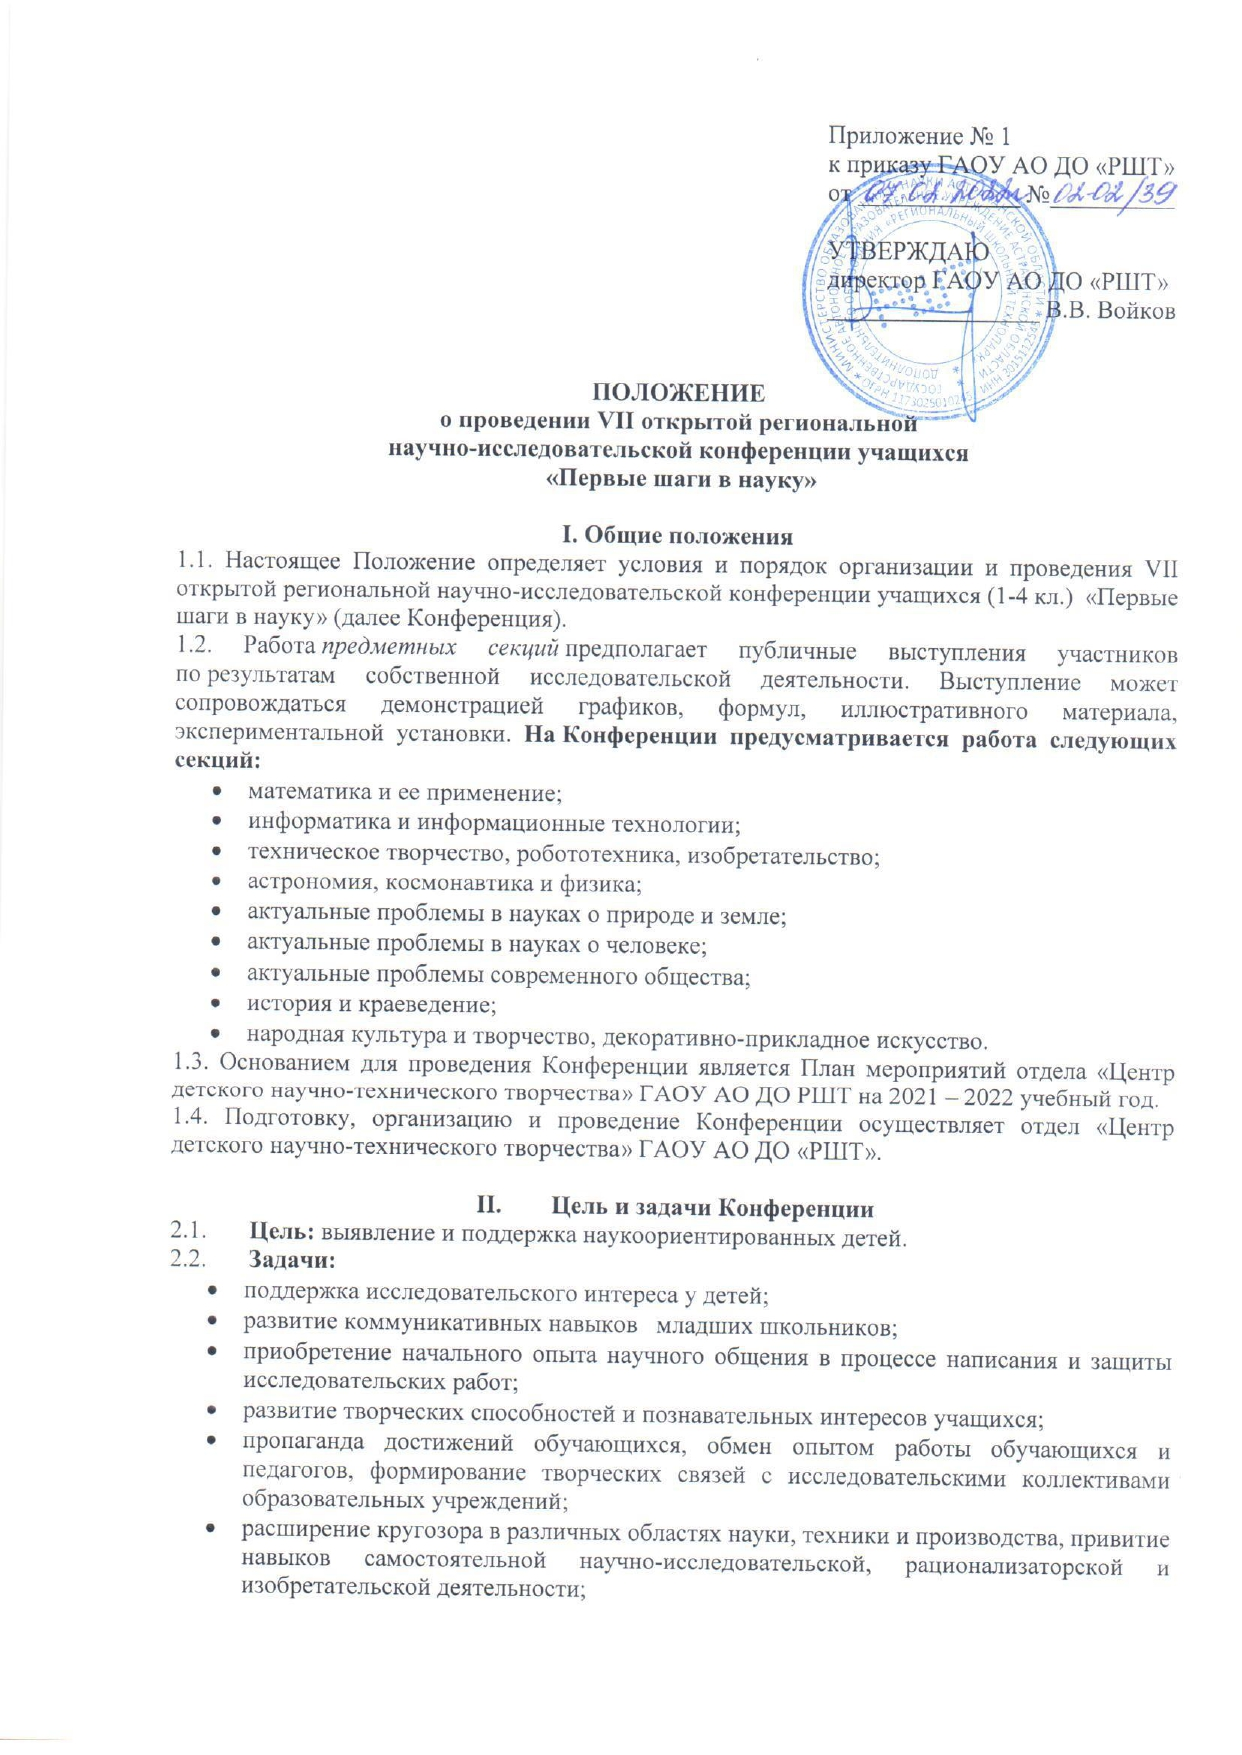 Приложение № 1
к приказу ГАОУ АО ДО «РШТ»
от 07.02.2022г №02-02/39
УТВЕРЖДАЮ
директор ГАОУ АО ДО «РШТ»
В.В. Войков
ПОЛОЖЕНИЕ
о проведении VII открытой региональной
научно-исследовательской конференции учащихся
«Первые шаги в науку»
I. Общие положения
1.1. Настоящее Положение определяет условия и порядок организации и проведения VII
открытой региональной научно-исследовательской конференции учащихся (1-4 кл.) «Первые
шаги в науку» (далее Конференция).
1.2. Работа предметных секций предполагает публичные выступления участников
по результатам собственной исследовательской деятельности. Выступление может
сопровождаться демонстрацией графиков, формул, иллюстративного материала,
экспериментальной установки. На Конференции предусматривается работа следующих
секций:
• математика и ее применение;
• информатика и информационные технологии;
• техническое творчество, робототехника, изобретательство;
• астрономия, космонавтика и физика;
• актуальные проблемы в науках о природе и земле;
• актуальные проблемы в науках о человеке;
• актуальные проблемы современного общества;
• история и краеведение;
• народная культура и творчество, декоративно-прикладное искусство.
1.3. Основанием для проведения Конференции является План мероприятий отдела «Центр
детского научно-технического творчества» ГАОУ АО ДО РШТ на 2021 – 2022 учебный год.
1.4. Подготовку, организацию и проведение Конференции осуществляет отдел «Центр
детского научно-технического творчества» ГАОУ АО ДО «РШТ».
II. Цель и задачи Конференции
2.1. Цель: выявление и поддержка наукоориентированных детей.
2.2. Задачи:
• поддержка исследовательского интереса у детей;
• развитие коммуникативных навыков младших школьников;
• приобретение начального опыта научного общения в процессе написания и защиты
исследовательских работ;
• развитие творческих способностей и познавательных интересов учащихся;
• пропаганда достижений обучающихся, обмен опытом работы обучающихся и
педагогов, формирование творческих связей с исследовательскими коллективами
образовательных учреждений;
• расширение кругозора в различных областях науки, техники и производства, привитие
навыков самостоятельной научно-исследовательской, рационализаторской и
изобретательской деятельности;